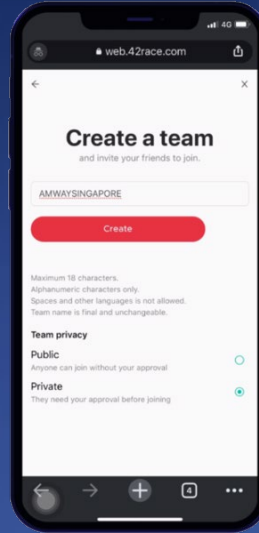 4G
web.42race.com
Create a team
and invite your friends to join.
AMWAYSINGAPORE
Create
Maximum 18 characters.
Alphanumeric characters only.
Spaces and other languages is not allowed.
Team name is final and unchangeable.
Team privacy
Public
Anyone can join without your approval
Private
They need your approval before joining
4